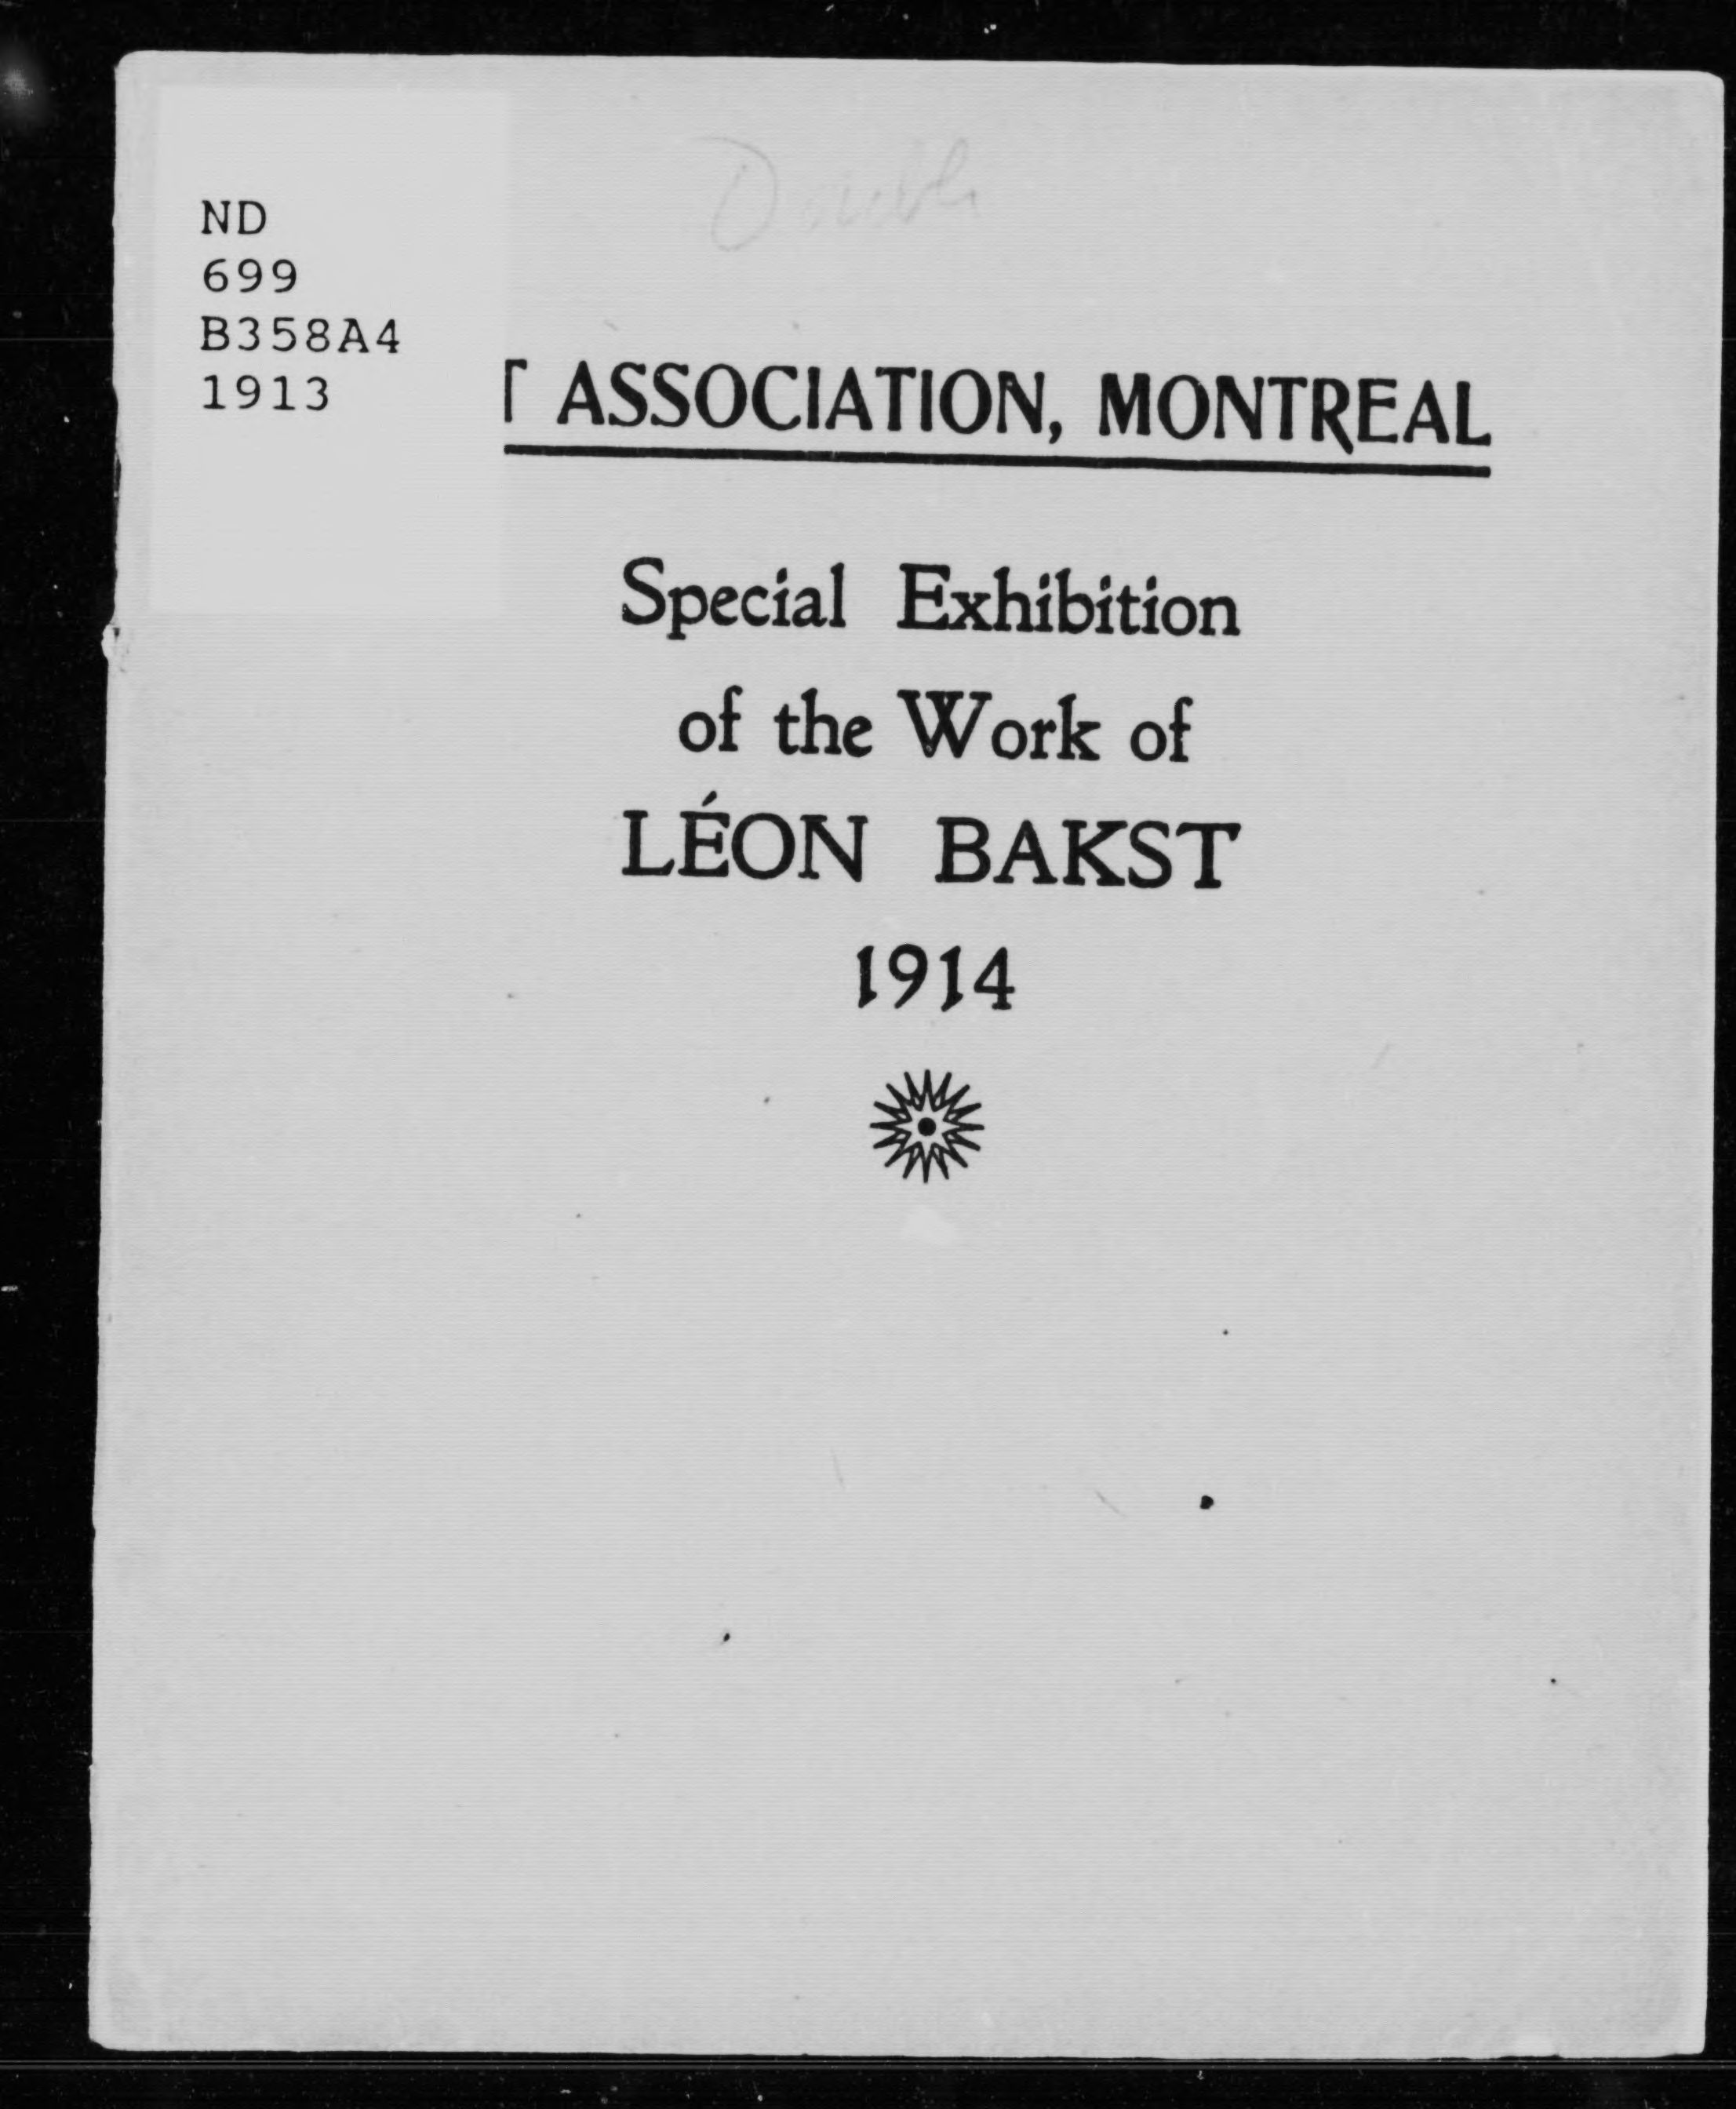 ND
699
B358A4
1913
ASSOCIATION, MONTREAL
Special Exhibition
of the Work of
LÉON BAKST
1914